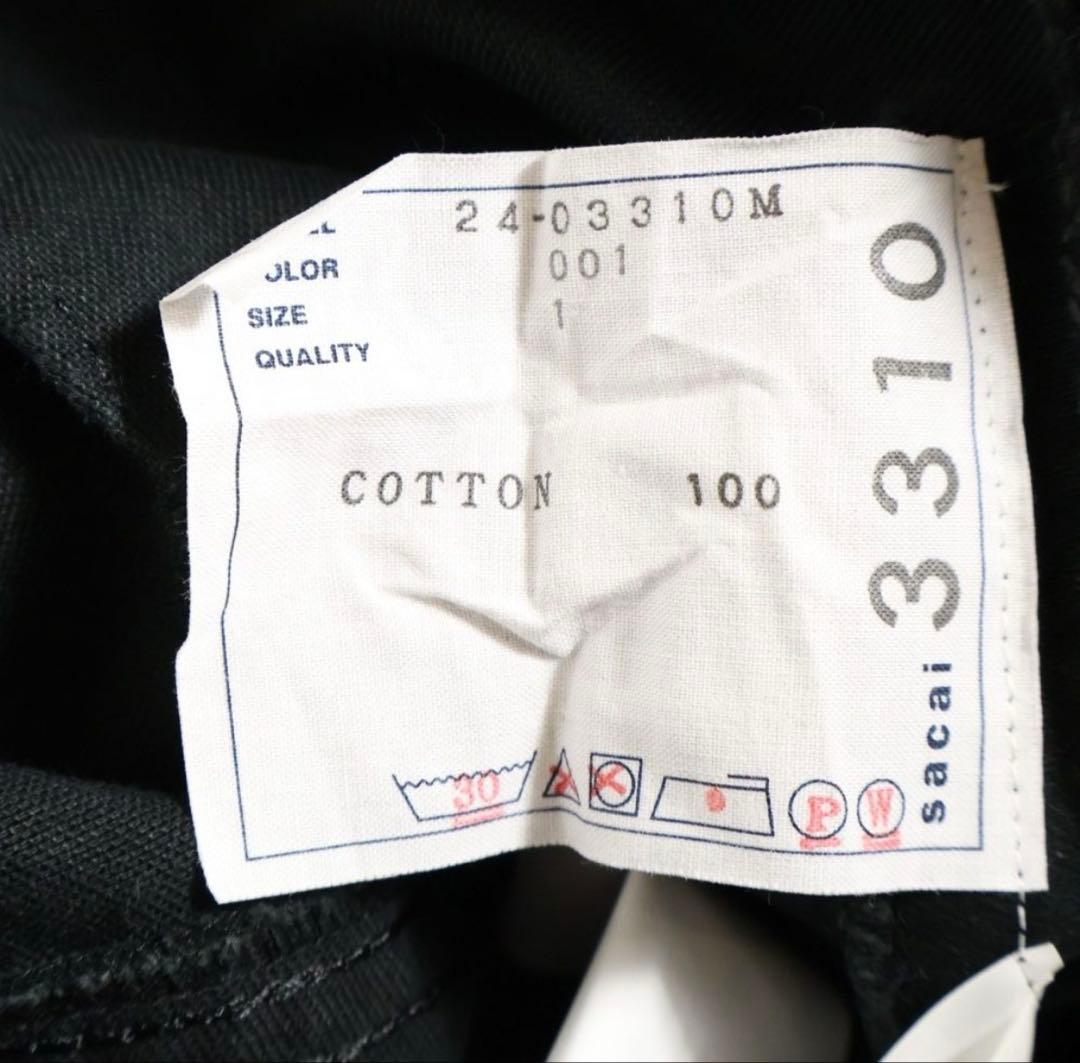 24-03310M
OLOR 001
SIZE 1
QUALITY
COTTON 100
30
P
W
sacai 3310